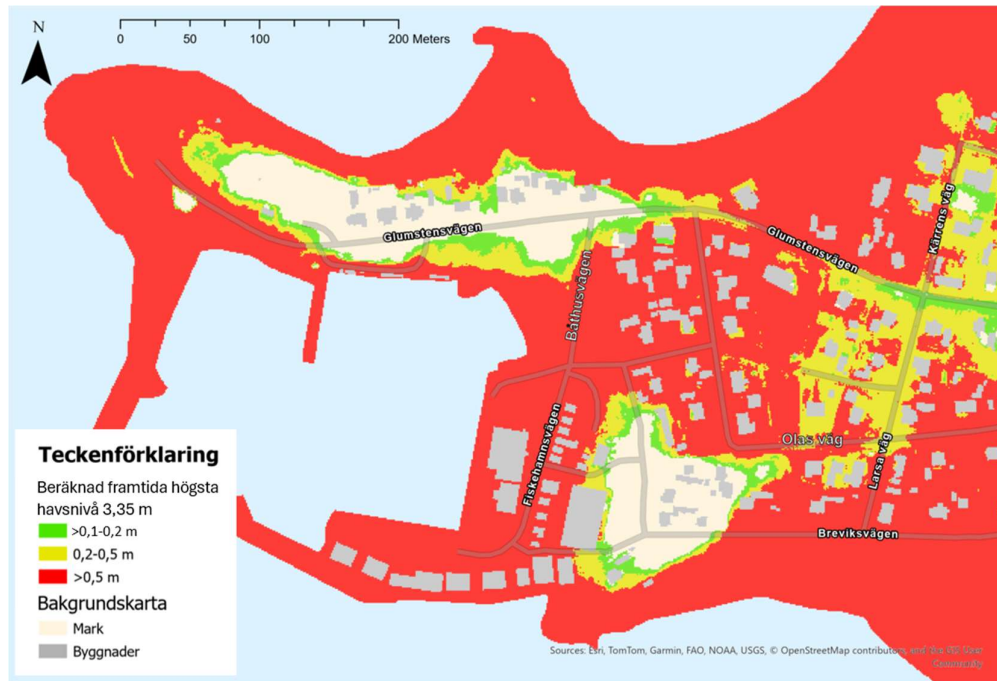 N
0 50 100 200 Meters
Kärrens väg
Glumstensvägen
Glumstensvägen
Båthusvägen
Fiskehamnsvägen
Olas väg
Larsa väg
Breviksvägen
Teckenförklaring
Beräknad framtida högsta
havsnivå 3,35 m
>0,1-0,2 m
0,2-0,5 m
>0,5 m
Bakgrundskarta
Mark
Byggnader
Sources: Esri, TomTom, Garmin, FAO, NOAA, USGS, © OpenStreetMap contributors, and the GIS User
Community